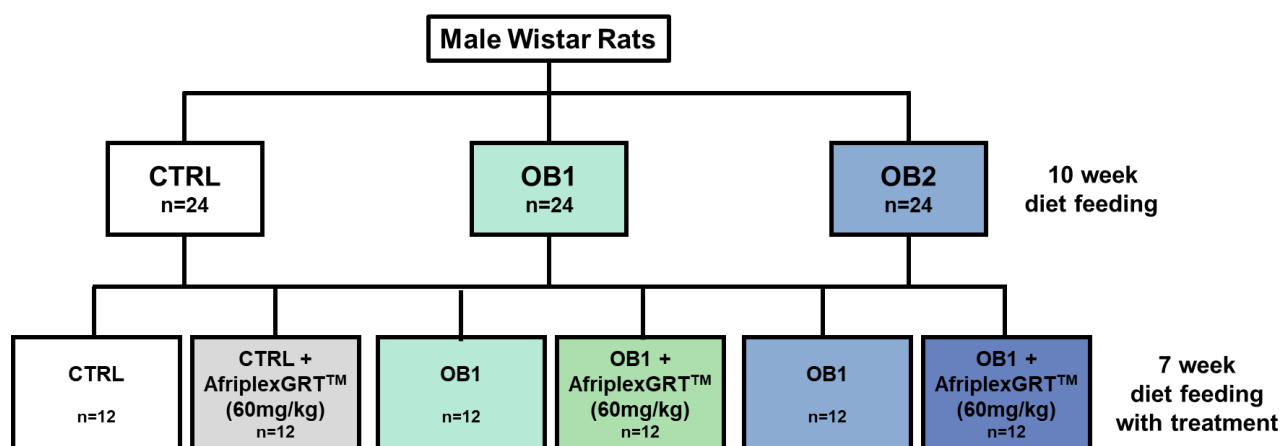 Male Wistar Rats
CTRL
n=24
OB1
n=24
OB2
n=24
10 week
diet feeding
CTRL
n=12
CTRL +
AfriplexGRT™
(60mg/kg)
n=12
OB1
n=12
OB1 +
AfriplexGRT™
(60mg/kg)
n=12
OB1
n=12
OB1 +
AfriplexGRT™
(60mg/kg)
n=12
7 week
diet feeding
with treatment